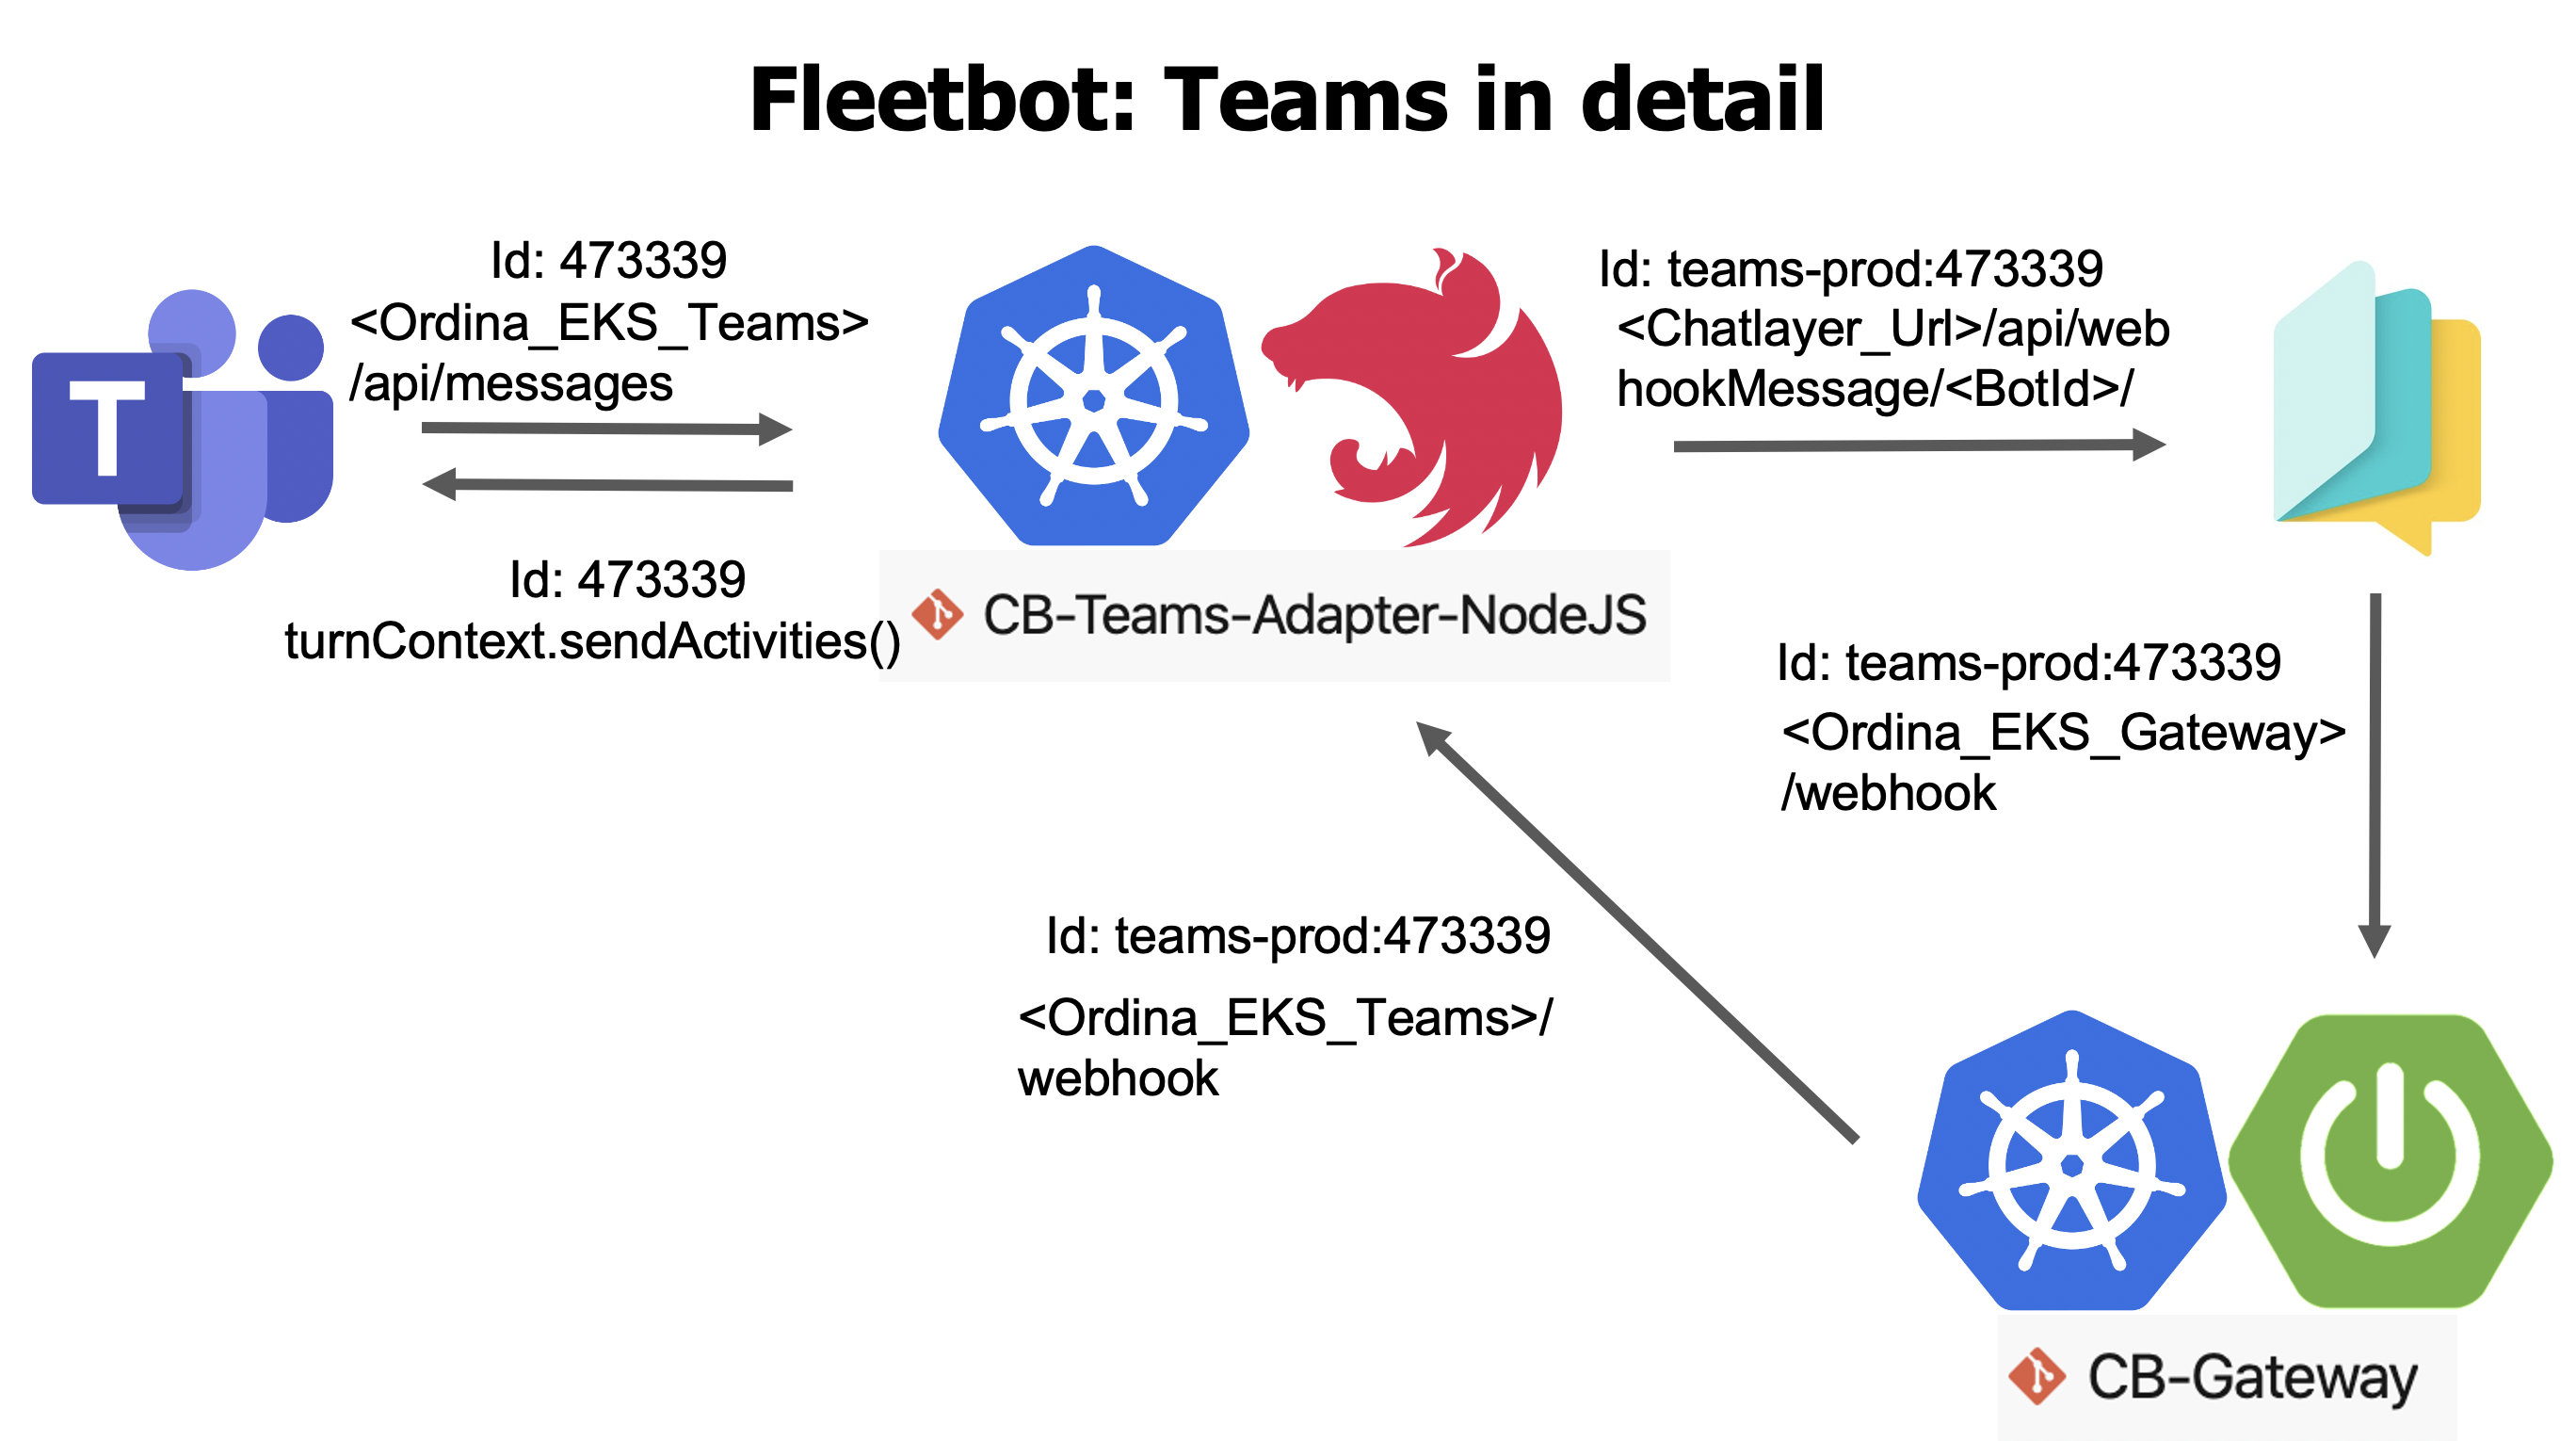 Fleetbot: Teams in detail
Id: 473339
<Ordina_EKS_Teams>
/api/messages
T
Id: 473339
turnContext.sendActivities()
CB-Teams-Adapter-NodeJS
Id: teams-prod:473339
<Chatlayer_Url>/api/web
hookMessage/<BotId>/
Id: teams-prod:473339
<Ordina_EKS_Gateway>
/webhook
Id: teams-prod:473339
<Ordina_EKS_Teams>/
webhook
CB-Gateway